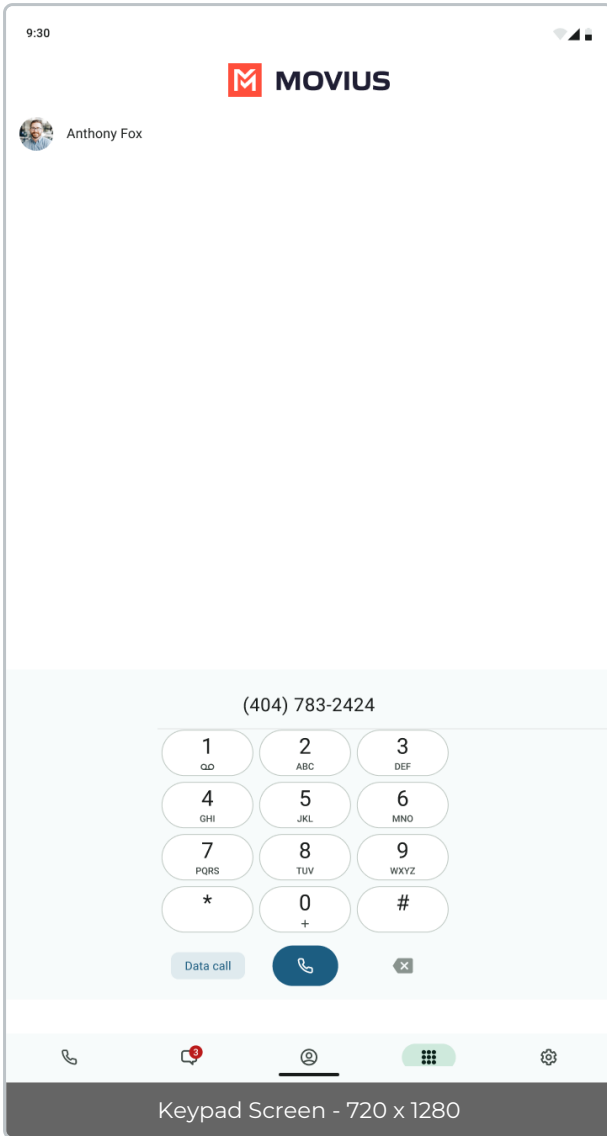 9:30
MOVIUS
Anthony Fox
(404) 783-2424
1 2 3
ABC DEF
4 5 6
GHI JKL MNO
7 8 9
PQRS TUV WXYZ
* 0 #
+
Data call
3
Keypad Screen - 720 x 1280